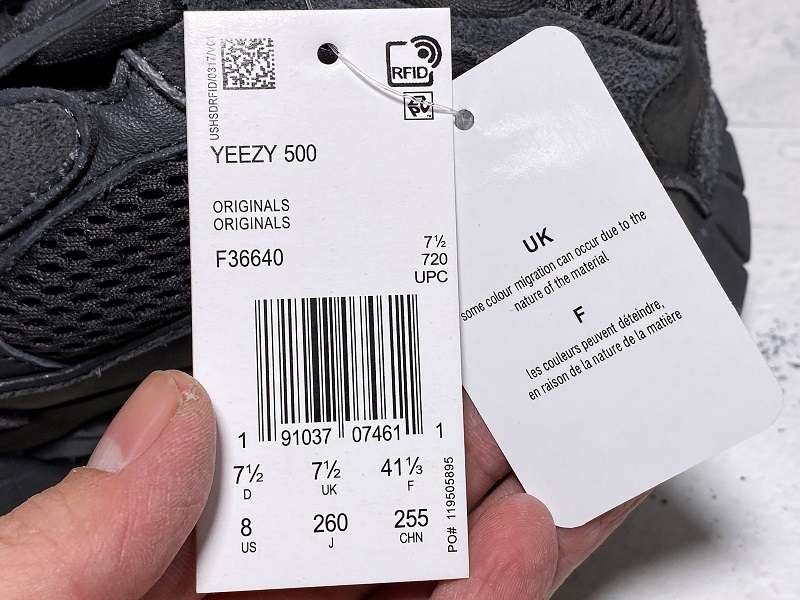 USHSDRFID/0317/VC1
RFID
YEEZY 500
ORIGINALS
ORIGINALS
F36640
7½
720
UPC
1 91037 07461 1
7½ 7½ 41⅓
D UK F
8 260 255
US J CHN
PO# 119505895
UK
some colour migration can occur due to the
nature of the material
F
les couleurs peuvent déteindre,
en raison de la nature de la matière